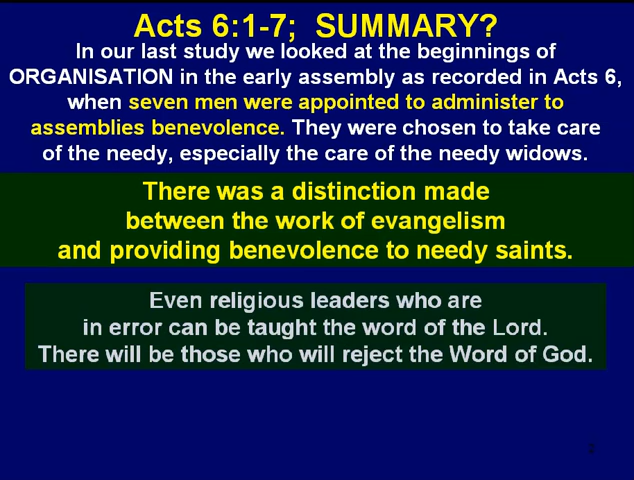 Acts 6:1-7; SUMMARY?
In our last study we looked at the beginnings of
ORGANISATION in the early assembly as recorded in Acts 6,
when seven men were appointed to administer to
assemblies benevolence. They were chosen to take care
of the needy, especially the care of the needy widows.
There was a distinction made
between the work of evangelism
and providing benevolence to needy saints.
Even religious leaders who are
in error can be taught the word of the Lord.
There will be those who will reject the Word of God.
2